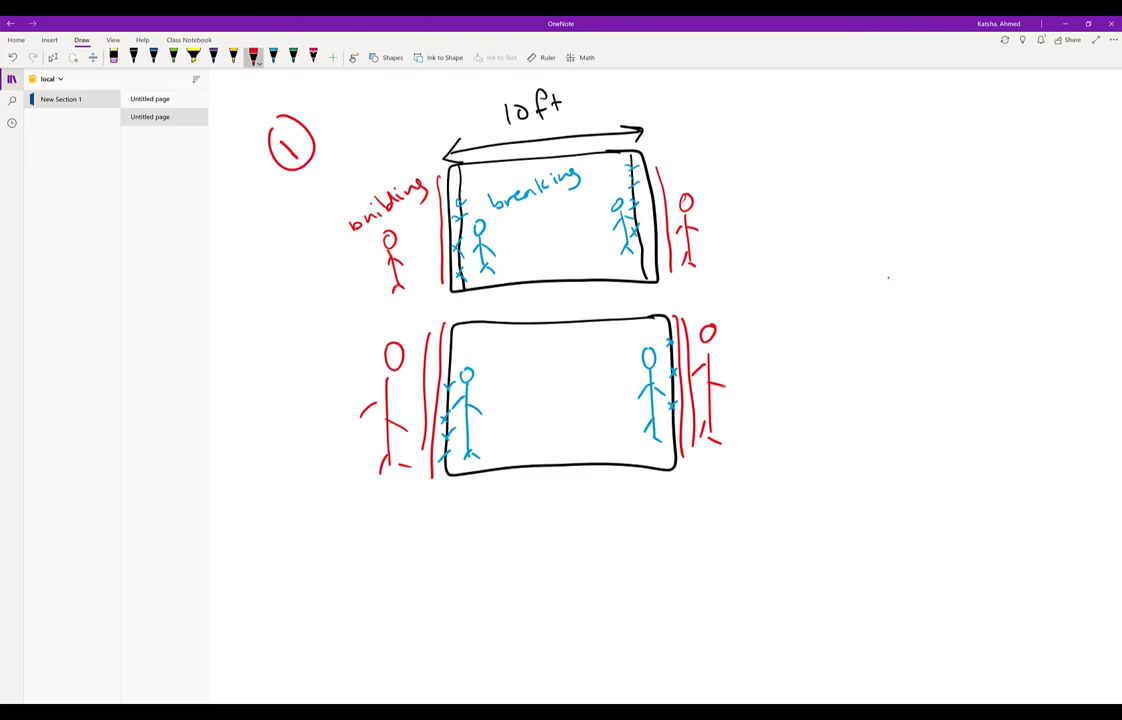 OneNote
Katsha, Ahmed
Home Insert Draw View Help Class Notebook
Share
Shapes Ink to Shape Ink to Text Ruler Math
local
New Section 1
Untitled page
Untitled page
10ft
1
building
breaking